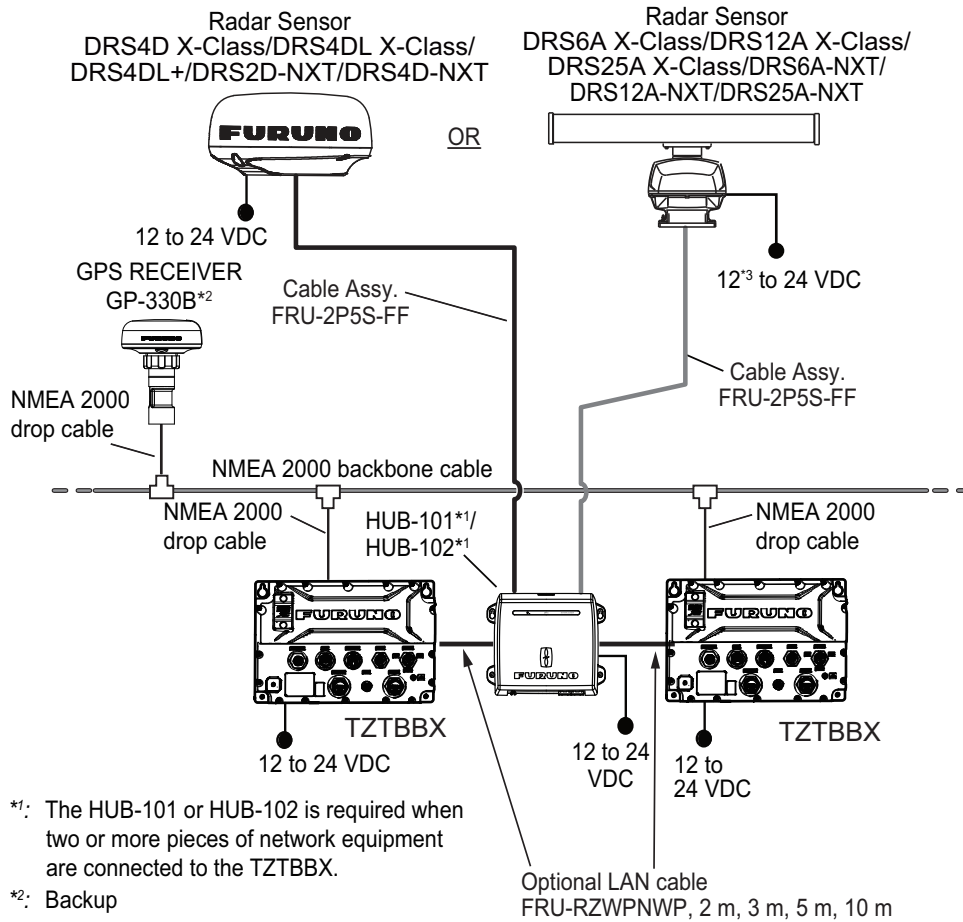 Radar Sensor
DRS4D X-Class/DRS4DL X-Class/
DRS4DL+/DRS2D-NXT/DRS4D-NXT
Radar Sensor
DRS6A X-Class/DRS12A X-Class/
DRS25A X-Class/DRS6A-NXT/
DRS12A-NXT/DRS25A-NXT
FURUNO
OR
12 to 24 VDC
12*3 to 24 VDC
GPS RECEIVER
GP-330B*2
FURUNO
Cable Assy.
FRU-2P5S-FF
Cable Assy.
FRU-2P5S-FF
NMEA 2000
drop cable
NMEA 2000 backbone cable
NMEA 2000
drop cable
HUB-101*1/
HUB-102*1
NMEA 2000
drop cable
FURUNO
FURUNO
FURUNO
TZTBBX
TZTBBX
12 to 24 VDC
12 to 24
VDC
12 to
24 VDC
*1: The HUB-101 or HUB-102 is required when
two or more pieces of network equipment
are connected to the TZTBBX.
*2: Backup
Optional LAN cable
FRU-RZWPNWP, 2 m, 3 m, 5 m, 10 m